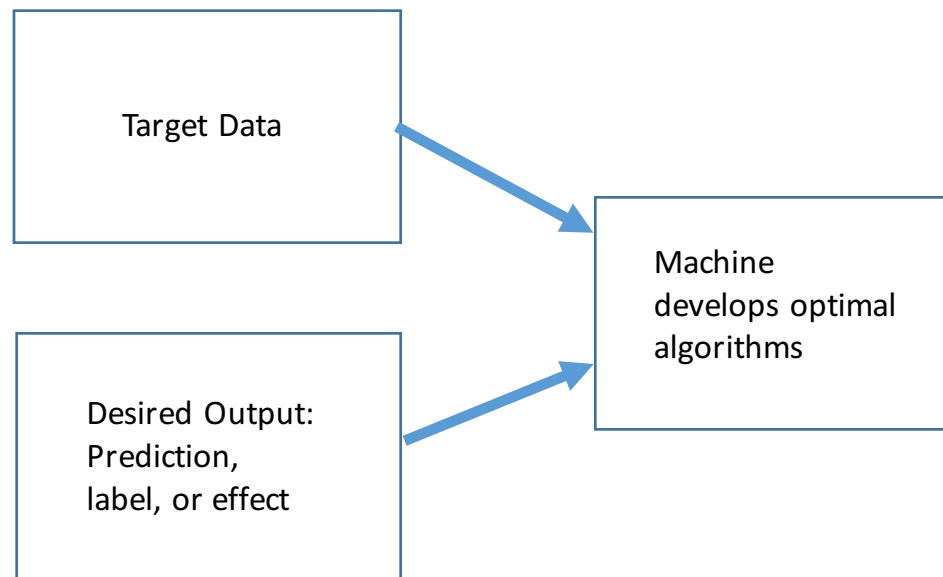 Target Data
Machine
develops optimal
algorithms
Desired Output:
Prediction,
label, or effect